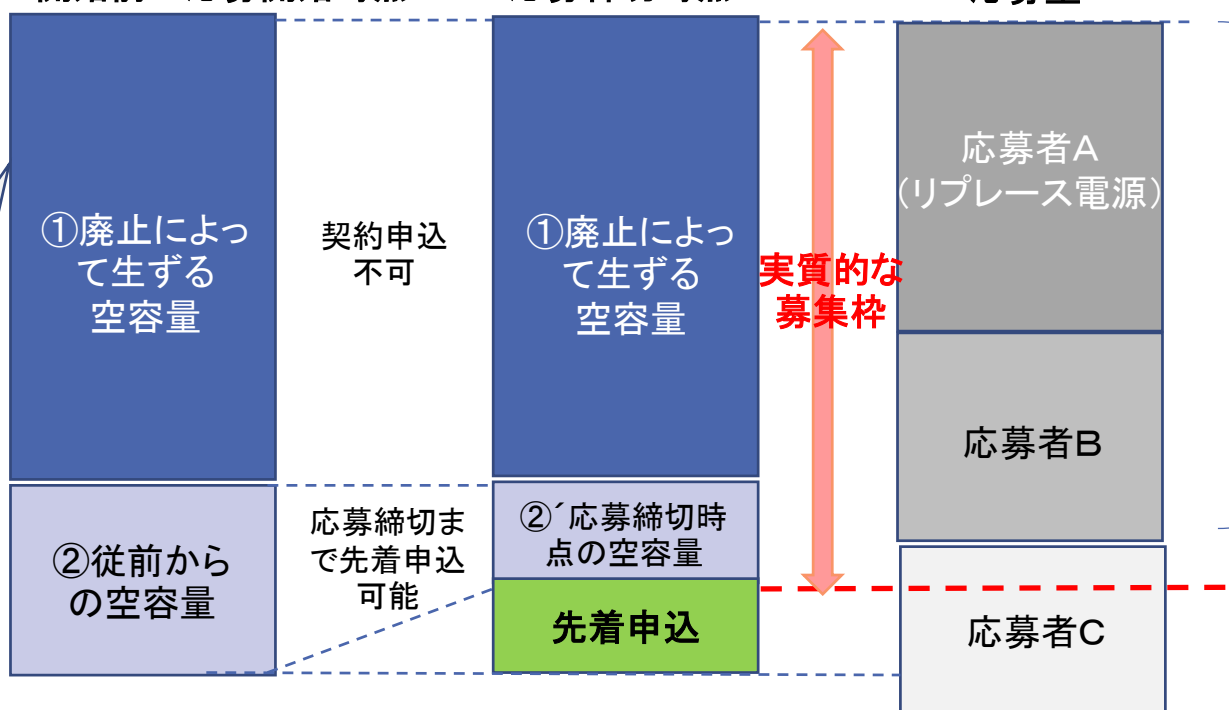 ①廃止によっ
て生ずる
空容量
②従前から
の空容量
契約申込
不可
応募締切ま
で先着申込
可能
①廃止によっ
て生ずる
空容量
②´応募締切時
点の空容量
先着申込
実質的な
募集枠
応募者A
(リプレース電源)
応募者B
応募者C